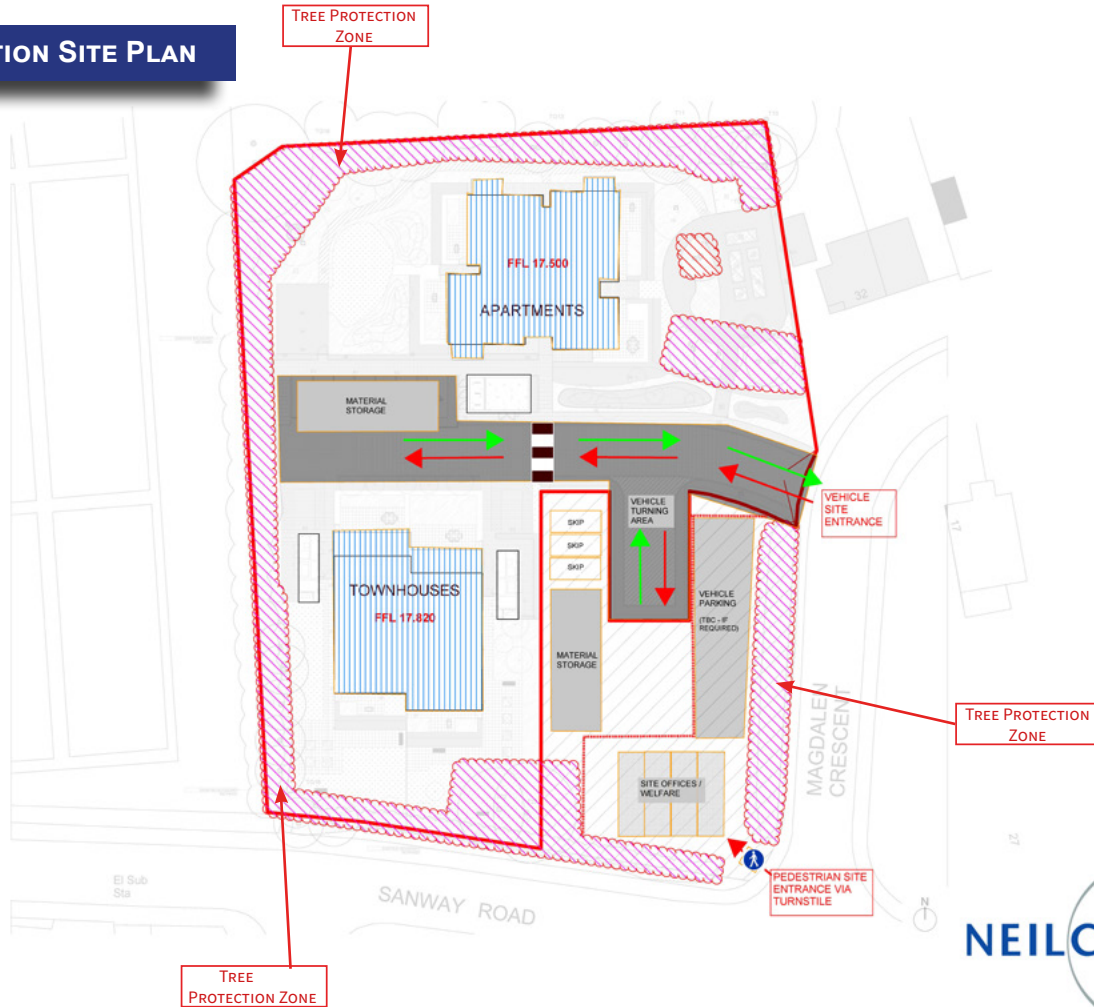 TION SITE PLAN
TREE PROTECTION
ZONE
32
FFL 17.500
APARTMENTS
MATERIAL
STORAGE
VEHICLE
SITE
ENTRANCE
VEHICLE
TURNING
AREA
SKIP
SKIP
SKIP
17
TOWNHOUSES
FFL 17.820
VEHICLE
PARKING
(TBC - IF
REQUIRED)
MATERIAL
STORAGE
MAGDALEN
CRESCENT
TREE PROTECTION
ZONE
SITE OFFICES /
WELFARE
27
PEDESTRIAN SITE
ENTRANCE VIA
TURNSTILE
El Sub
Sta
SANWAY ROAD
N
NEILC
TREE
PROTECTION ZONE